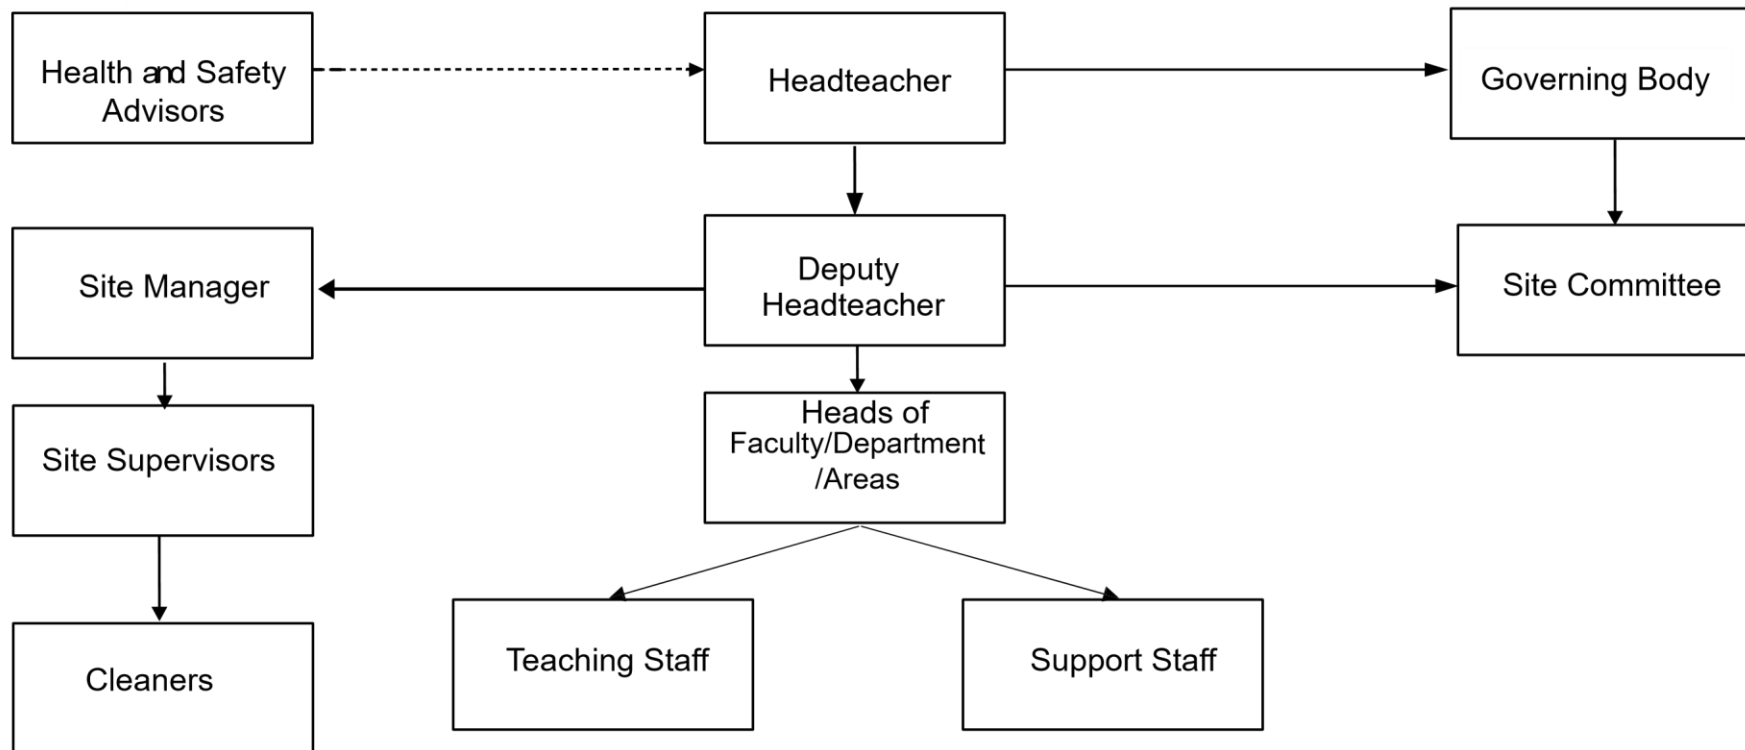 Health and Safety
Advisors
Headteacher
Governing Body
Site Manager
Deputy
Headteacher
Site Committee
Site Supervisors
Heads of
Faculty/Department
/Areas
Cleaners
Teaching Staff
Support Staff